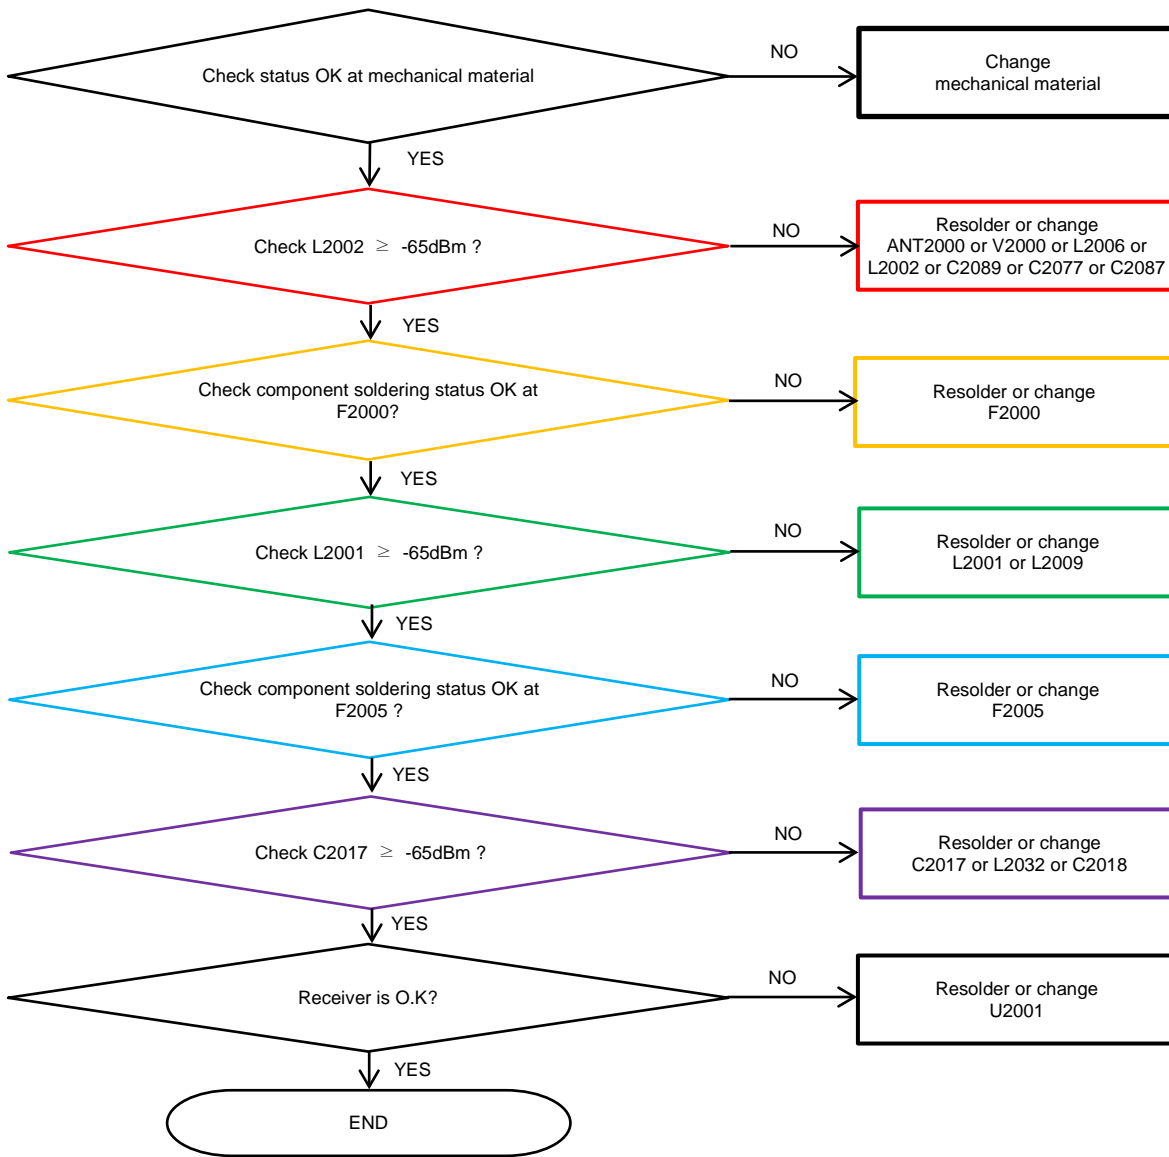 Check status OK at mechanical material
NO
Change
mechanical material
YES
Check L2002 ≥ -65dBm ?
NO
Resolder or change
ANT2000 or V2000 or L2006 or
L2002 or C2089 or C2077 or C2087
YES
Check component soldering status OK at
F2000?
NO
Resolder or change
F2000
YES
Check L2001 ≥ -65dBm ?
NO
Resolder or change
L2001 or L2009
YES
Check component soldering status OK at
F2005 ?
NO
Resolder or change
F2005
YES
Check C2017 ≥ -65dBm ?
NO
Resolder or change
C2017 or L2032 or C2018
YES
Receiver is O.K?
NO
Resolder or change
U2001
YES
END